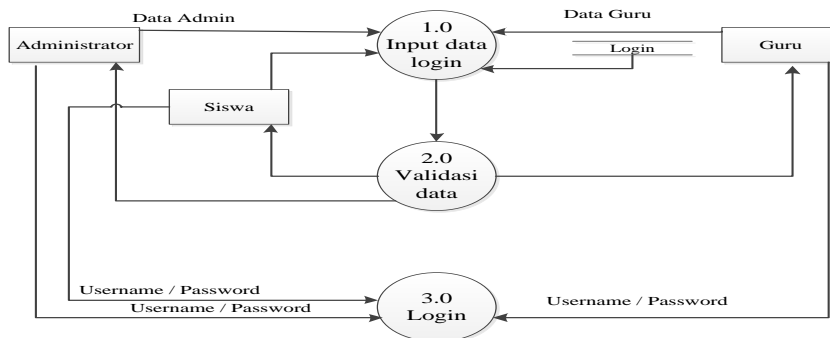 Data Admin
Data Guru
1.0
Input data
login
Administrator
Login
Guru
Siswa
2.0
Validasi
data
Username / Password
Username / Password
3.0
Login
Username / Password